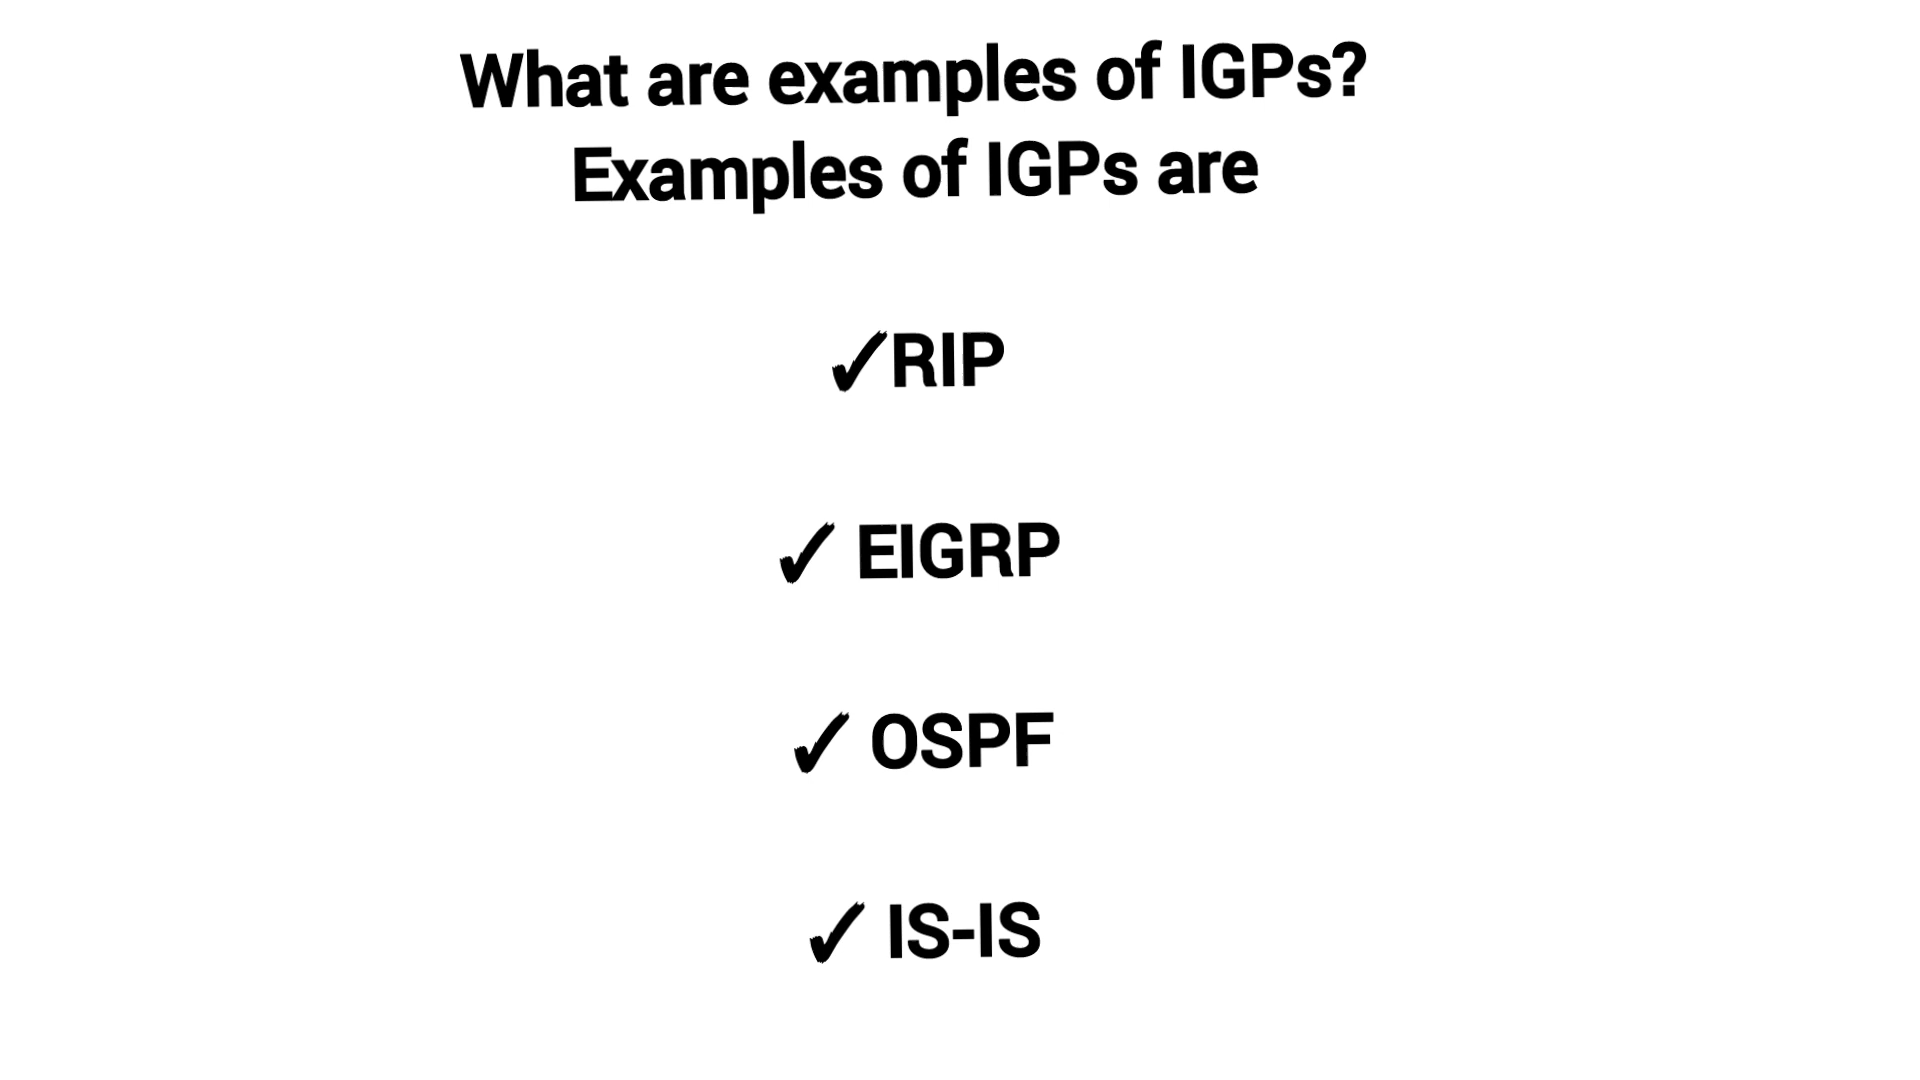 What are examples of IGPs?
Examples of IGPs are
✓RIP
✓ EIGRP
✓ OSPF
✓ IS-IS